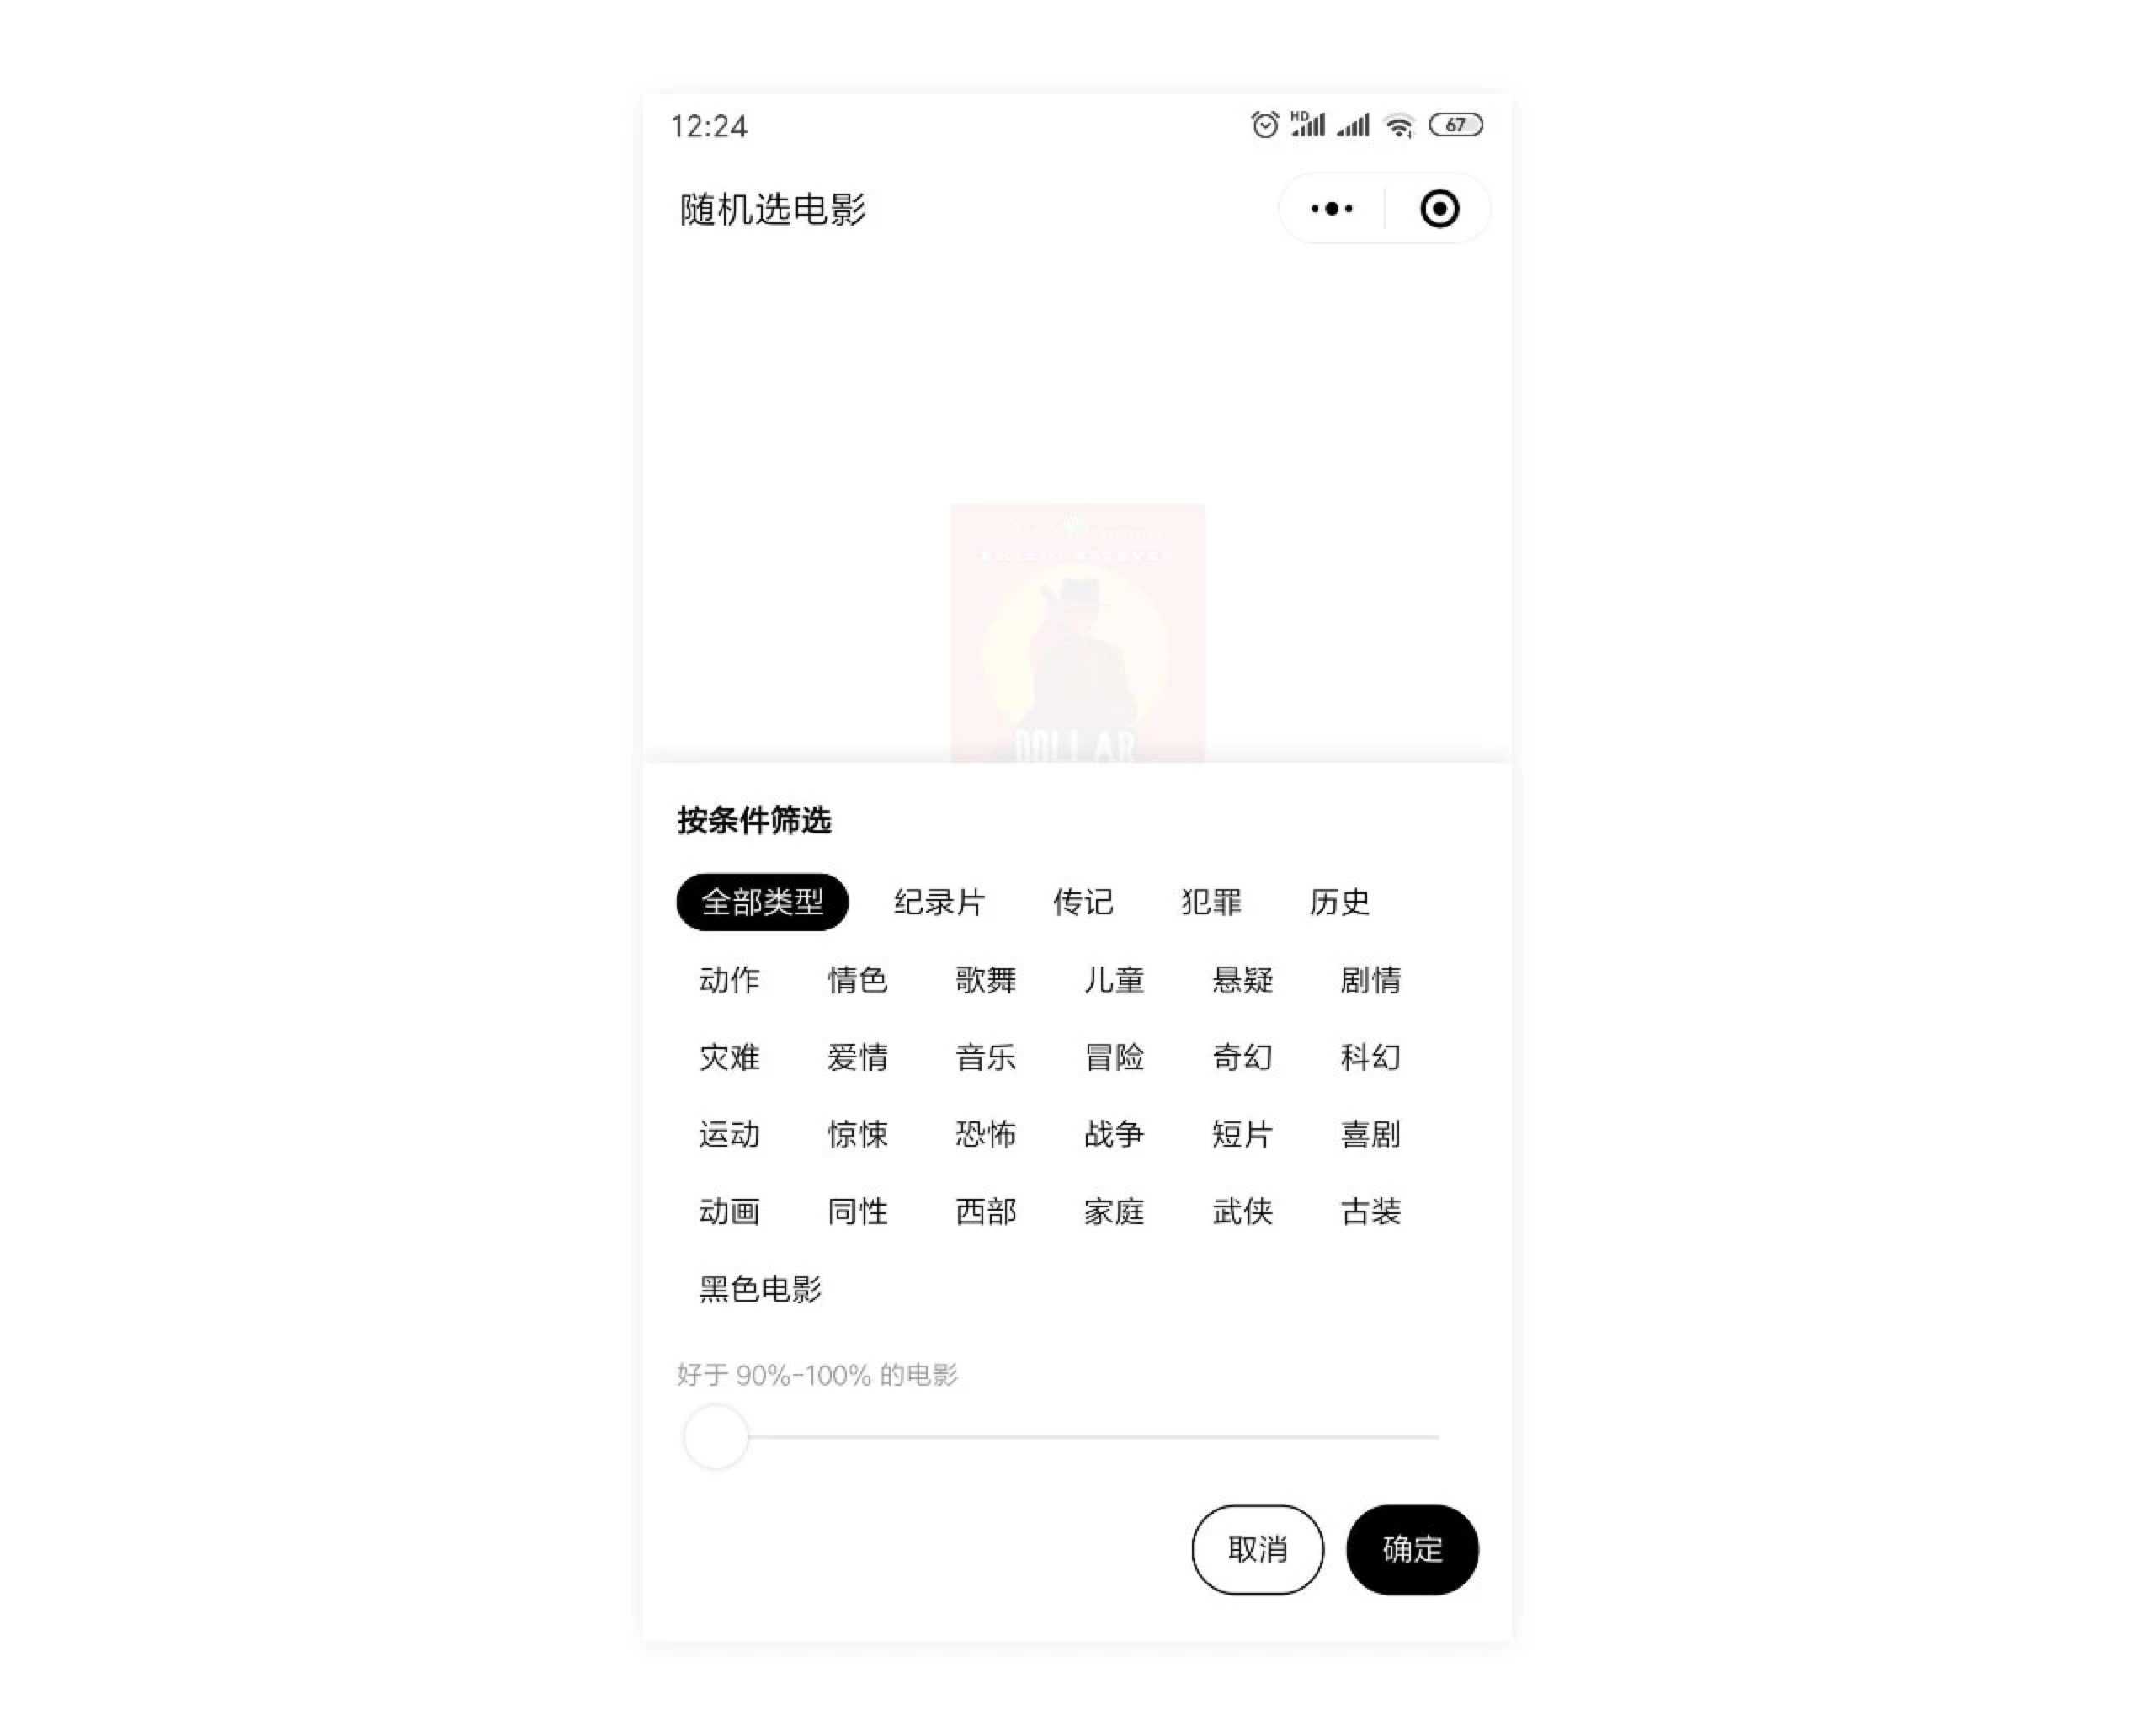 12:24
HD
67
随机选电影
DOLLAR
按条件筛选
全部类型 纪录片 传记 犯罪 历史
动作 情色 歌舞 儿童 悬疑 剧情
灾难 爱情 音乐 冒险 奇幻 科幻
运动 惊悚 恐怖 战争 短片 喜剧
动画 同性 西部 家庭 武侠 古装
黑色电影
好于 90%-100% 的电影
取消 确定